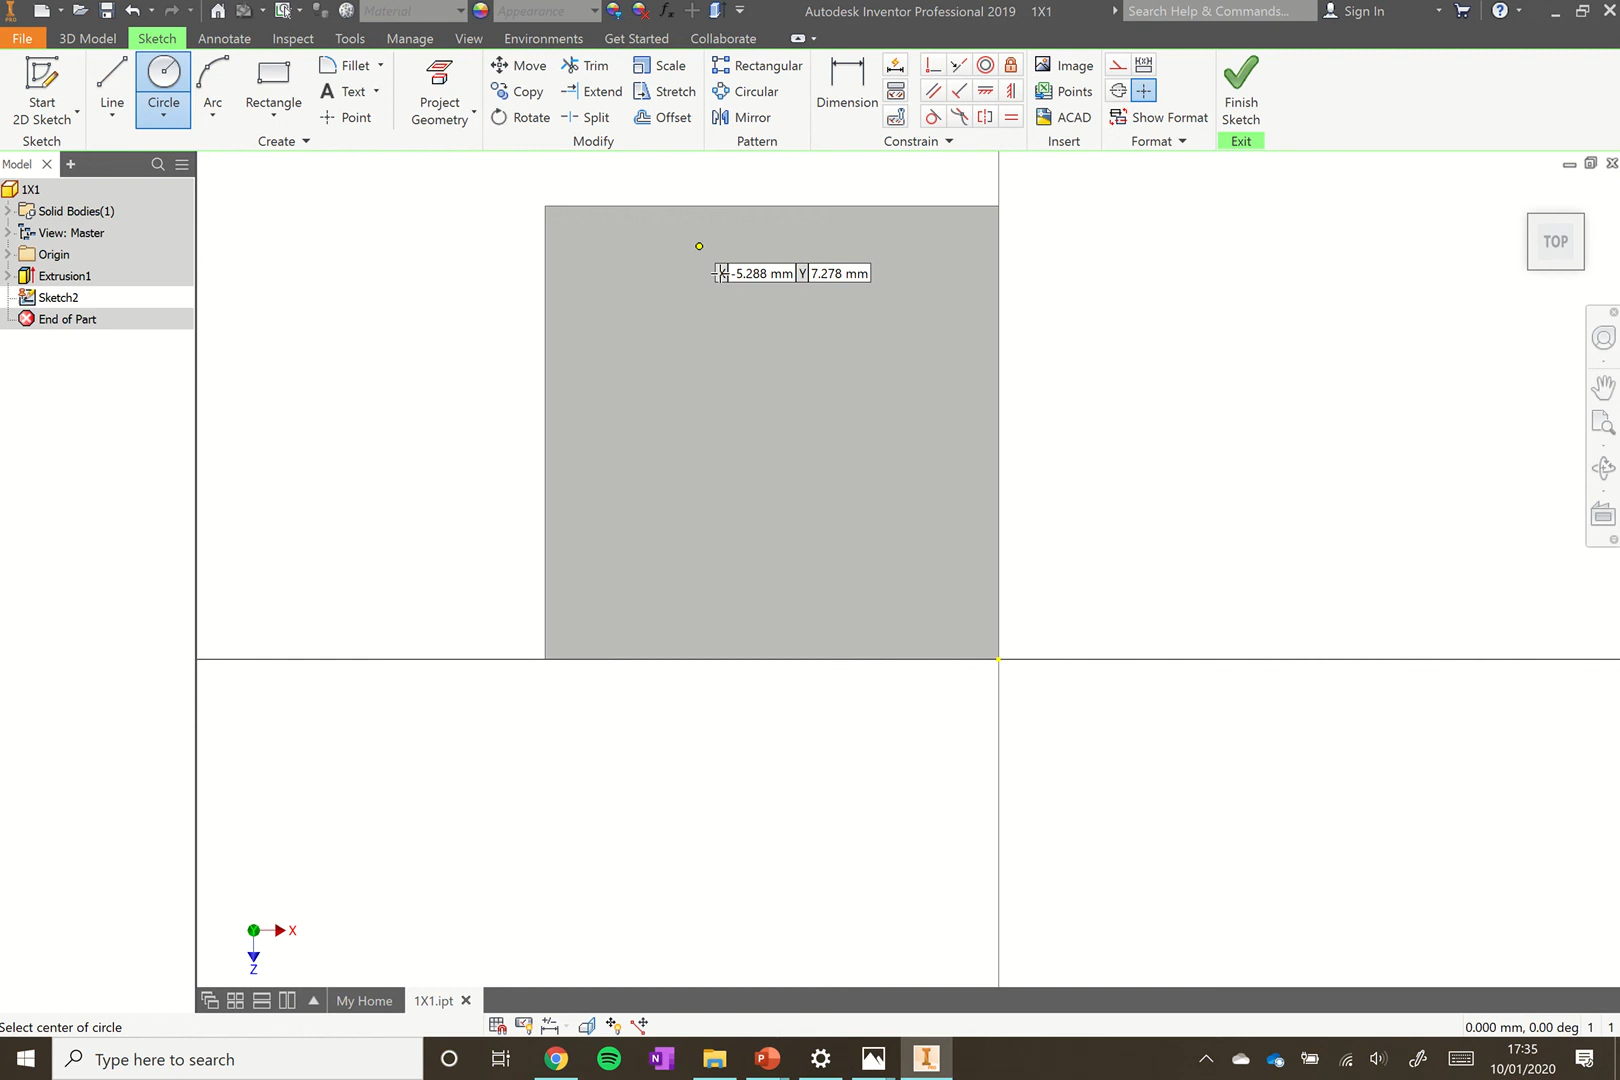 PRO
Material
Appearance
fx
Autodesk Inventor Professional 2019 1X1
Search Help & Commands...
Sign In
File 3D Model Sketch Annotate Inspect Tools Manage View Environments Get Started Collaborate
Start
2D Sketch
Line
Circle
Arc
Rectangle
Fillet
A Text
Point
Project
Geometry
Move
Copy
Rotate
Trim
Extend
Split
Scale
Stretch
Offset
Rectangular
Circular
Mirror
Dimension
Image
Points
ACAD
Show Format
Finish
Sketch
Sketch Create Modify Pattern Constrain Insert Format Exit
Model
1X1
Solid Bodies(1)
View: Master
Origin
Extrusion1
Sketch2
End of Part
X -5.288 mm Y 7.278 mm
TOP
Y X
Z
My Home 1X1.ipt
Select center of circle
0.000 mm, 0.00 deg 1 1
Type here to search
17:35
10/01/2020